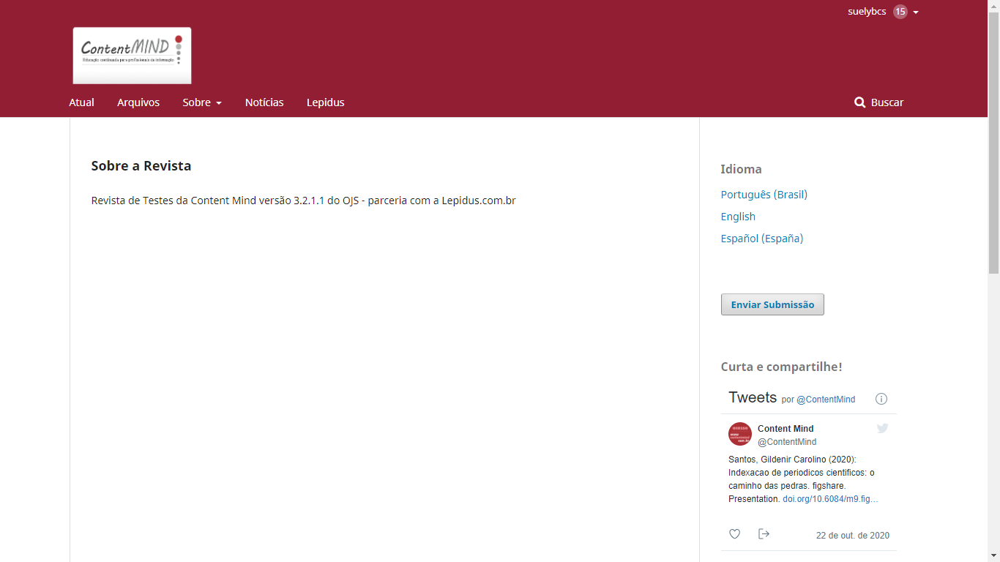 suelybcs 15
ContentMIND
Educação continuada para profissionais da informação
Atual Arquivos Sobre Notícias Lepidus Buscar
Sobre a Revista
Revista de Testes da Content Mind versão 3.2.1.1 do OJS - parceria com a Lepidus.com.br
Idioma
Português (Brasil)
English
Español (España)
Enviar Submissão
Curta e compartilhe!
Tweets por @ContentMind
Content Mind
@ContentMind
Santos, Gildenir Carolino (2020):
Indexacao de periodicos cientificos: o
caminho das pedras. figshare.
Presentation. doi.org/10.6084/m9.fig…
22 de out. de 2020